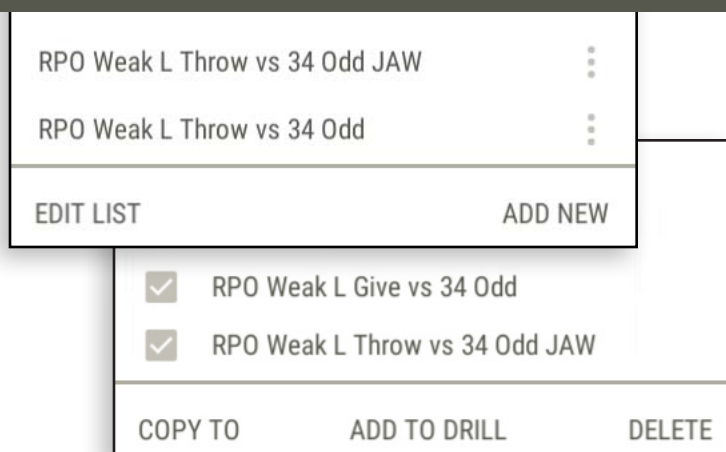 RPO Weak L Throw vs 34 Odd JAW
RPO Weak L Throw vs 34 Odd
EDIT LIST ADD NEW
RPO Weak L Give vs 34 Odd
RPO Weak L Throw vs 34 Odd JAW
COPY TO ADD TO DRILL DELETE